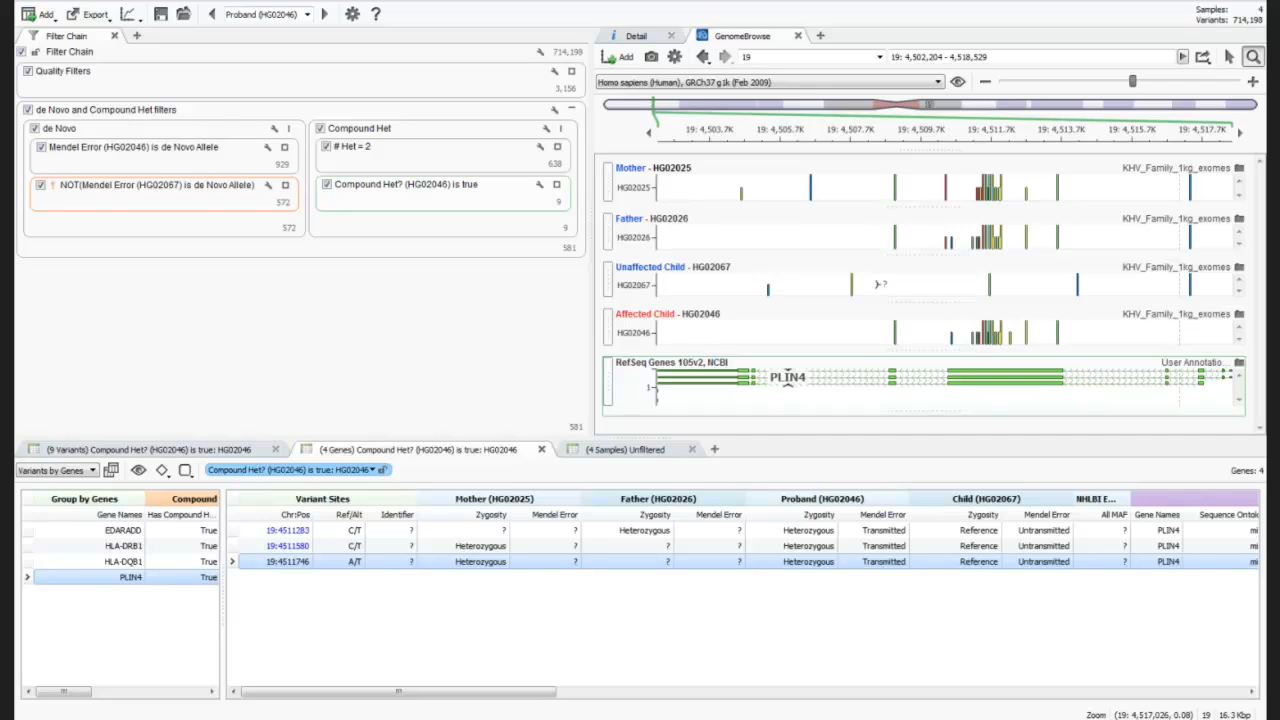 Add Export Proband (HG02046) ?
Samples: 4
Variants: 714,198
Filter Chain
Filter Chain 714,198
Quality Filters
3,156
de Novo and Compound Het filters
de Novo
Mendel Error (HG02046) is de Novo Allele
929
! NOT(Mendel Error (HG02067) is de Novo Allele)
572
572
Compound Het
# Het = 2
638
Compound Het? (HG02046) is true
9
9
581
581
Detail GenomeBrowse
Add 19 19: 4,502,204 - 4,518,529
Homo sapiens (Human), GRCh37 g1k (Feb 2009)
19: 4,503.7K 19: 4,505.7K 19: 4,507.7K 19: 4,509.7K 19: 4,511.7K 19: 4,513.7K 19: 4,515.7K 19: 4,517.7K
Mother - HG02025 KHV_Family_1kg_exomes
HG02025
Father - HG02026 KHV_Family_1kg_exomes
HG02026
Unaffected Child - HG02067 KHV_Family_1kg_exomes
HG02067 ?
Affected Child - HG02046 KHV_Family_1kg_exomes
HG02046
RefSeq Genes 105v2, NCBI User Annotatio...
PLIN4
1
(9 Variants) Compound Het? (HG02046) is true: HG02046 (4 Genes) Compound Het? (HG02046) is true: HG02046 (4 Samples) Unfiltered
Variants by Genes Compound Het? (HG02046) is true: HG02046 Genes: 4
Group by Genes Compound
Gene Names Has Compound H...
EDARADD True
HLA-DRB1 True
HLA-DQB1 True
PLIN4 True
Variant Sites Mother (HG02025) Father (HG02026) Proband (HG02046) Child (HG02067) NHLBI E...
Chr:Pos Ref/Alt Identifier Zygosity Mendel Error Zygosity Mendel Error Zygosity Mendel Error Zygosity Mendel Error All MAF Gene Names Sequence Ontol
19:4511283 C/T ? ? ? Heterozygous ? Heterozygous Transmitted Reference Untransmitted ? PLIN4 mi
19:4511580 C/T ? Heterozygous ? ? ? Heterozygous Transmitted Reference Untransmitted ? PLIN4 mi
19:4511746 A/T ? Heterozygous ? ? ? Heterozygous Transmitted Reference Untransmitted ? PLIN4 mi
Zoom (19: 4,517,026, 0.08) 19 16.3 Kbp